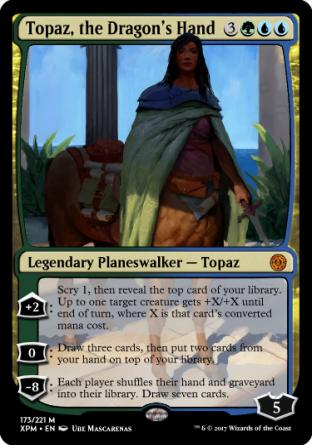 Topaz, the Dragon's Hand 3
Legendary Planeswalker — Topaz
+2
Scry 1, then reveal the top card of your library.
Up to one target creature gets +X/+X until
end of turn, where X is that card's converted
mana cost.
0
Draw three cards, then put two cards from
your hand on top of your library.
-8
Each player shuffles their hand and graveyard
into their library. Draw seven cards.
5
173/221 M
XPM • EN Ube Mascarenas
™ & © 2017 Wizards of the Coast